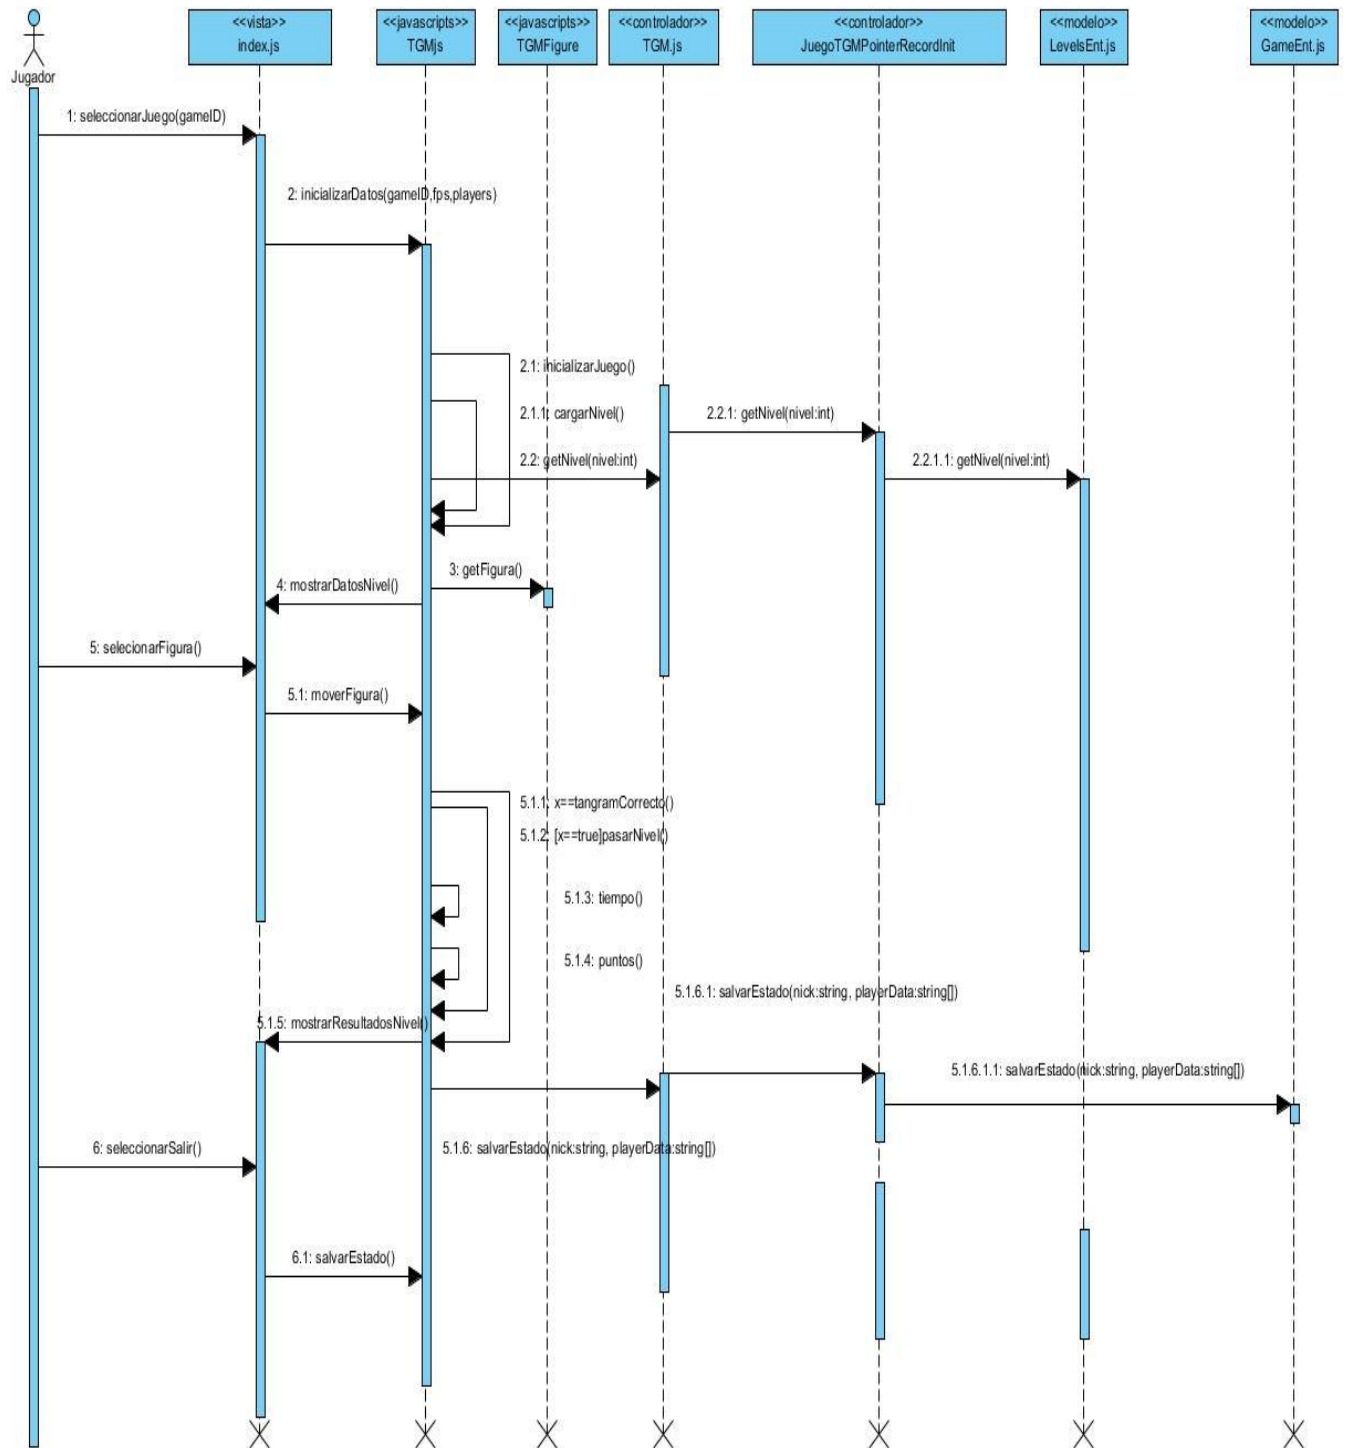 <<vista>>
index.js
<<javascripts>>
TGMjs
<<javascripts>>
TGMFigure
<<controlador>>
TGM.js
<<controlador>>
JuegoTGMPointerRecordInit
<<modelo>>
LevelsEnt.js
<<modelo>>
GameEnt.js
Jugador
1: seleccionarJuego(gameID)
2: inicializarDatos(gameID,fps,players)
2.1: inicializarJuego()
2.1.1: cargarNivel()
2.2.1: getNivel(nivel:int)
2.2: getNivel(nivel:int)
2.2.1.1: getNivel(nivel:int)
3: getFigura()
4: mostrarDatosNivel()
5: selecionarFigura()
5.1: moverFigura()
5.1.1: x==tangramCorrecto()
5.1.2: [x==true]pasarNivel()
5.1.3: tiempo()
5.1.4: puntos()
5.1.6.1: salvarEstado(nick:string, playerData:string[])
5.1.5: mostrarResultadosNivel()
5.1.6.1.1: salvarEstado(nick:string, playerData:string[])
6: seleccionarSalir()
5.1.6: salvarEstado(nick:string, playerData:string[])
6.1: salvarEstado()